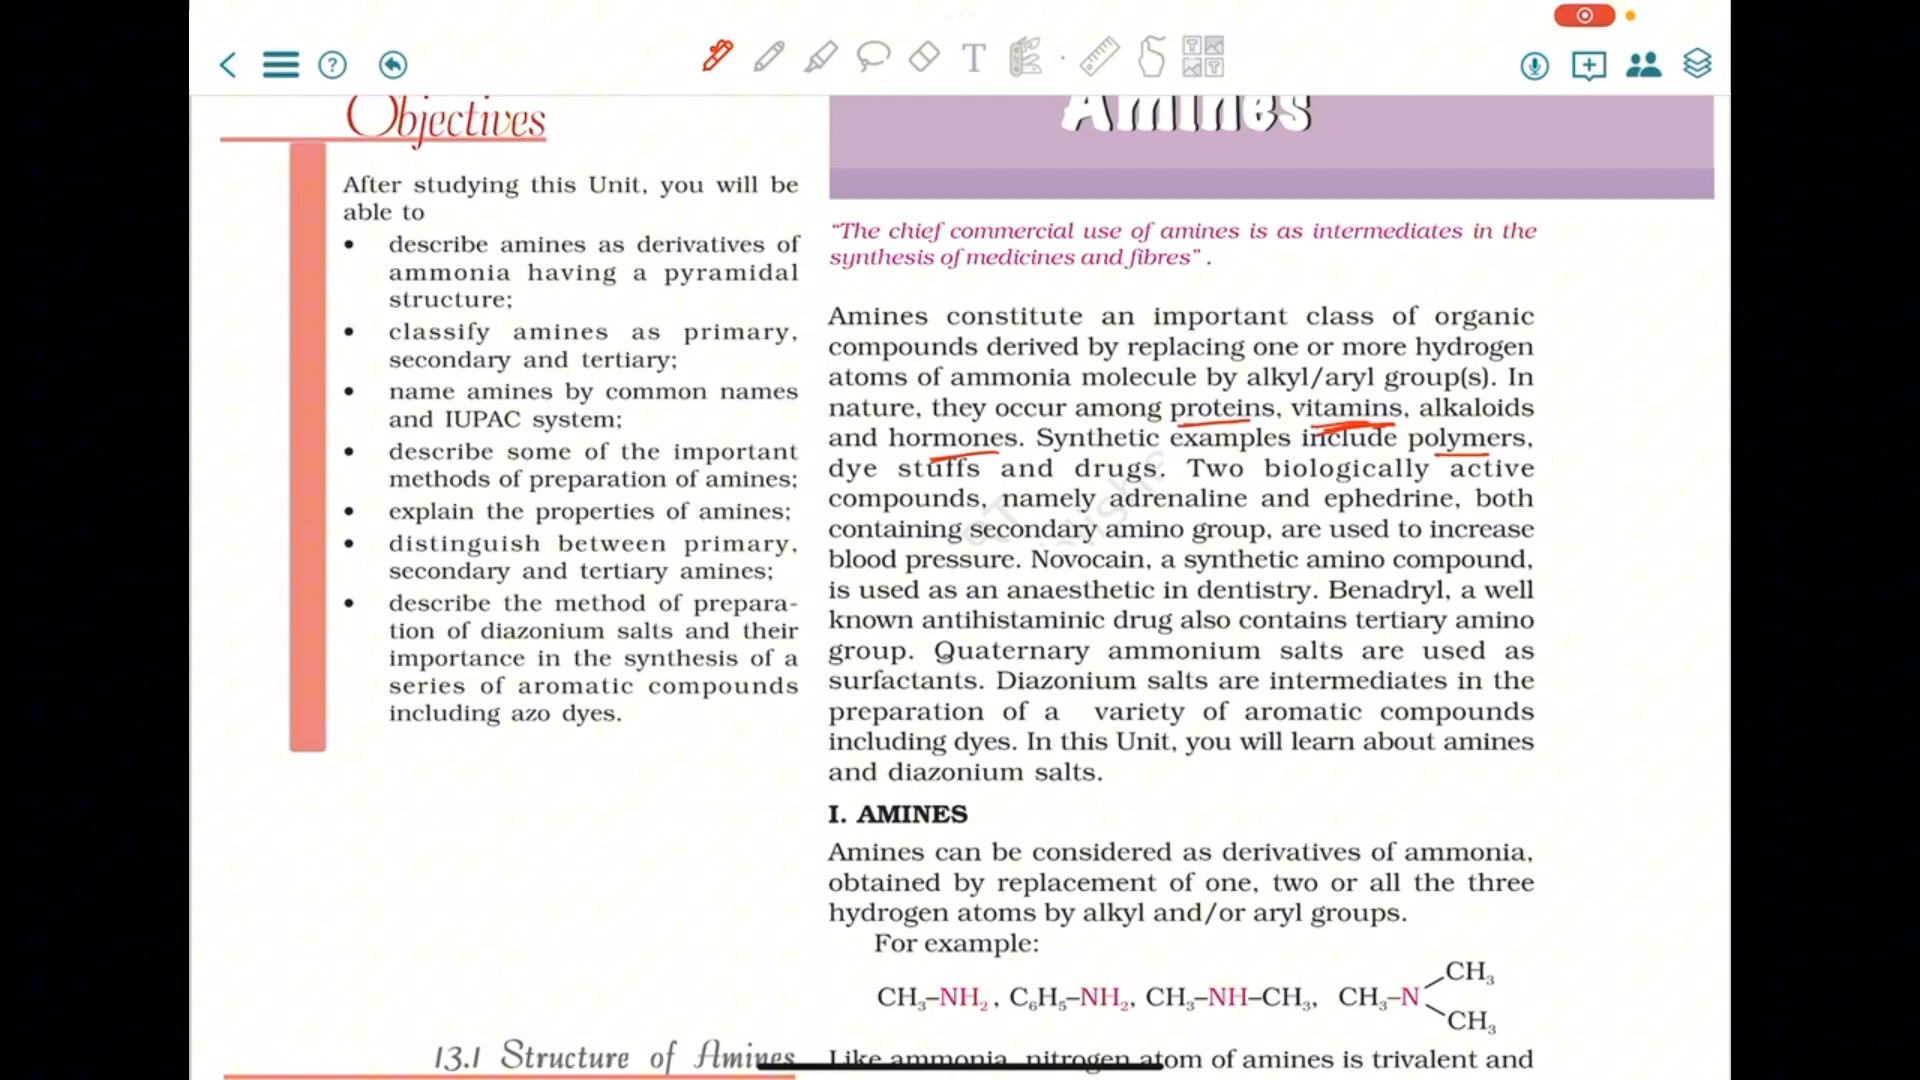 Objectives
After studying this Unit, you will be
able to
• describe amines as derivatives of
ammonia having a pyramidal
structure;
• classify amines as primary,
secondary and tertiary;
• name amines by common names
and IUPAC system;
• describe some of the important
methods of preparation of amines;
• explain the properties of amines;
• distinguish between primary,
secondary and tertiary amines;
• describe the method of prepara-
tion of diazonium salts and their
importance in the synthesis of a
series of aromatic compounds
including azo dyes.
Amines
"The chief commercial use of amines is as intermediates in the
synthesis of medicines and fibres" .
Amines constitute an important class of organic
compounds derived by replacing one or more hydrogen
atoms of ammonia molecule by alkyl/aryl group(s). In
nature, they occur among proteins, vitamins, alkaloids
and hormones. Synthetic examples include polymers,
dye stuffs and drugs. Two biologically active
compounds, namely adrenaline and ephedrine, both
containing secondary amino group, are used to increase
blood pressure. Novocain, a synthetic amino compound,
is used as an anaesthetic in dentistry. Benadryl, a well
known antihistaminic drug also contains tertiary amino
group. Quaternary ammonium salts are used as
surfactants. Diazonium salts are intermediates in the
preparation of a variety of aromatic compounds
including dyes. In this Unit, you will learn about amines
and diazonium salts.
I. AMINES
Amines can be considered as derivatives of ammonia,
obtained by replacement of one, two or all the three
hydrogen atoms by alkyl and/or aryl groups.
For example:
CH₃–NH₂ , C₆H₅–NH₂, CH₃–NH–CH₃, CH₃–N
CH₃
CH₃
13.1 Structure of Amines
Like ammonia, nitrogen atom of amines is trivalent and